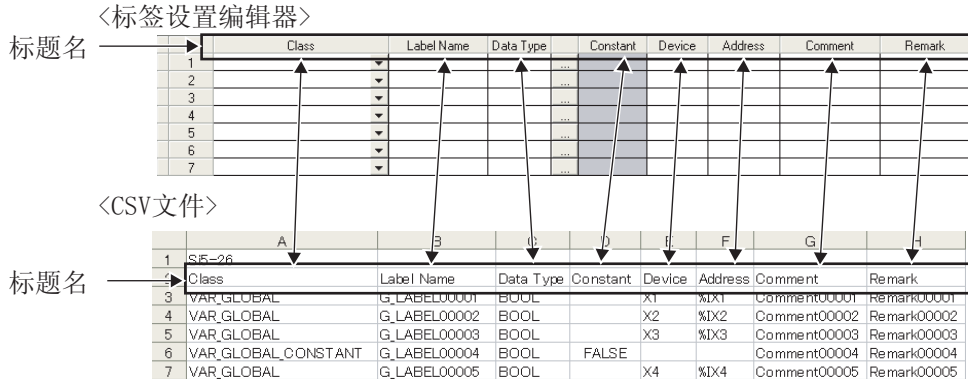 <标签设置编辑器>
标题名
Class Label Name Data Type Constant Device Address Comment Remark
1 ...
2 ...
3 ...
4 ...
5 ...
6 ...
7 ...
<CSV文件>
A B C D E F G H
1
标题名
2 Class Label Name Data Type Constant Device Address Comment Remark
3 VAR_GLOBAL G_LABEL00001 BOOL X1 %IX1 Comment00001 Remark00001
4 VAR_GLOBAL G_LABEL00002 BOOL X2 %IX2 Comment00002 Remark00002
5 VAR_GLOBAL G_LABEL00003 BOOL X3 %IX3 Comment00003 Remark00003
6 VAR_GLOBAL_CONSTANT G_LABEL00004 BOOL FALSE Comment00004 Remark00004
7 VAR_GLOBAL G_LABEL00005 BOOL X4 %IX4 Comment00005 Remark00005